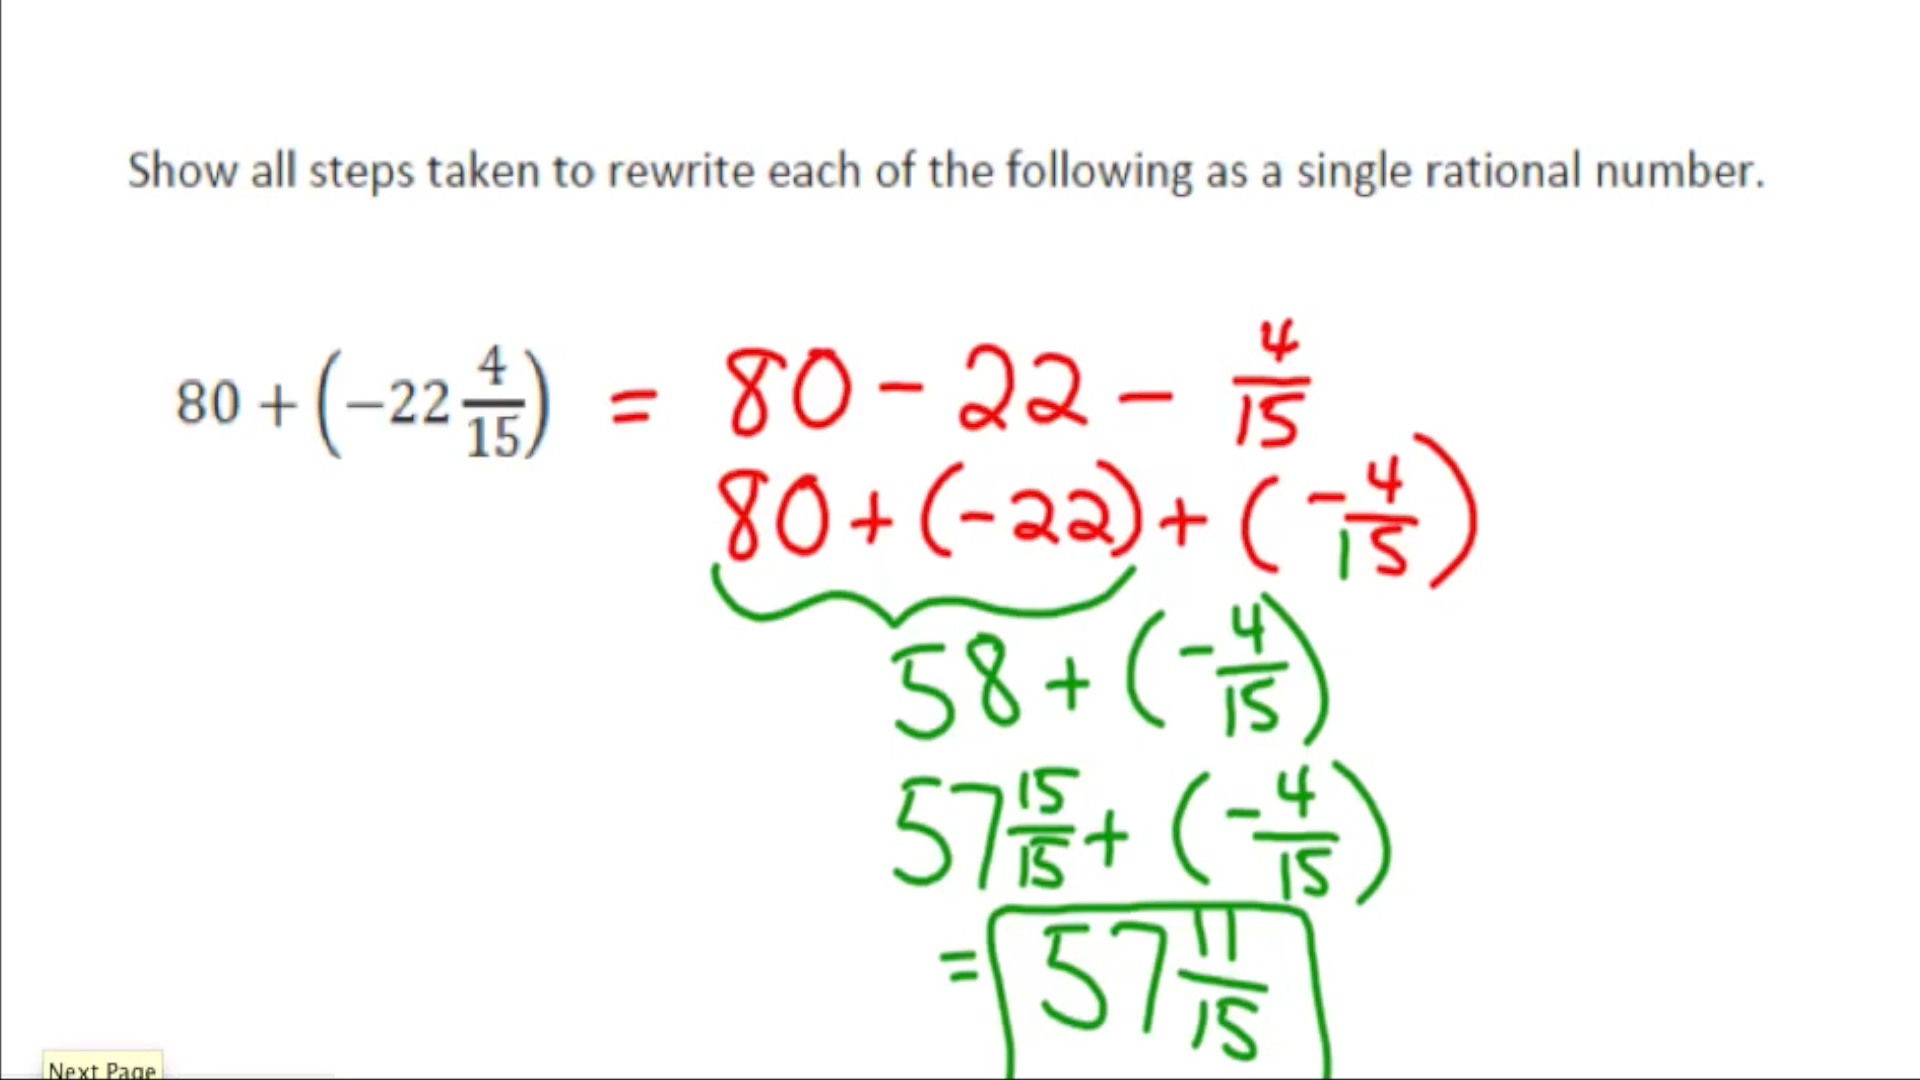 Show all steps taken to rewrite each of the following as a single rational number.
80 + (−22 4/15) = 80 − 22 − 4/15
80 + (−22) + (−4/15)
58 + (−4/15)
57 15/15 + (−4/15)
= 57 11/15
Next Page